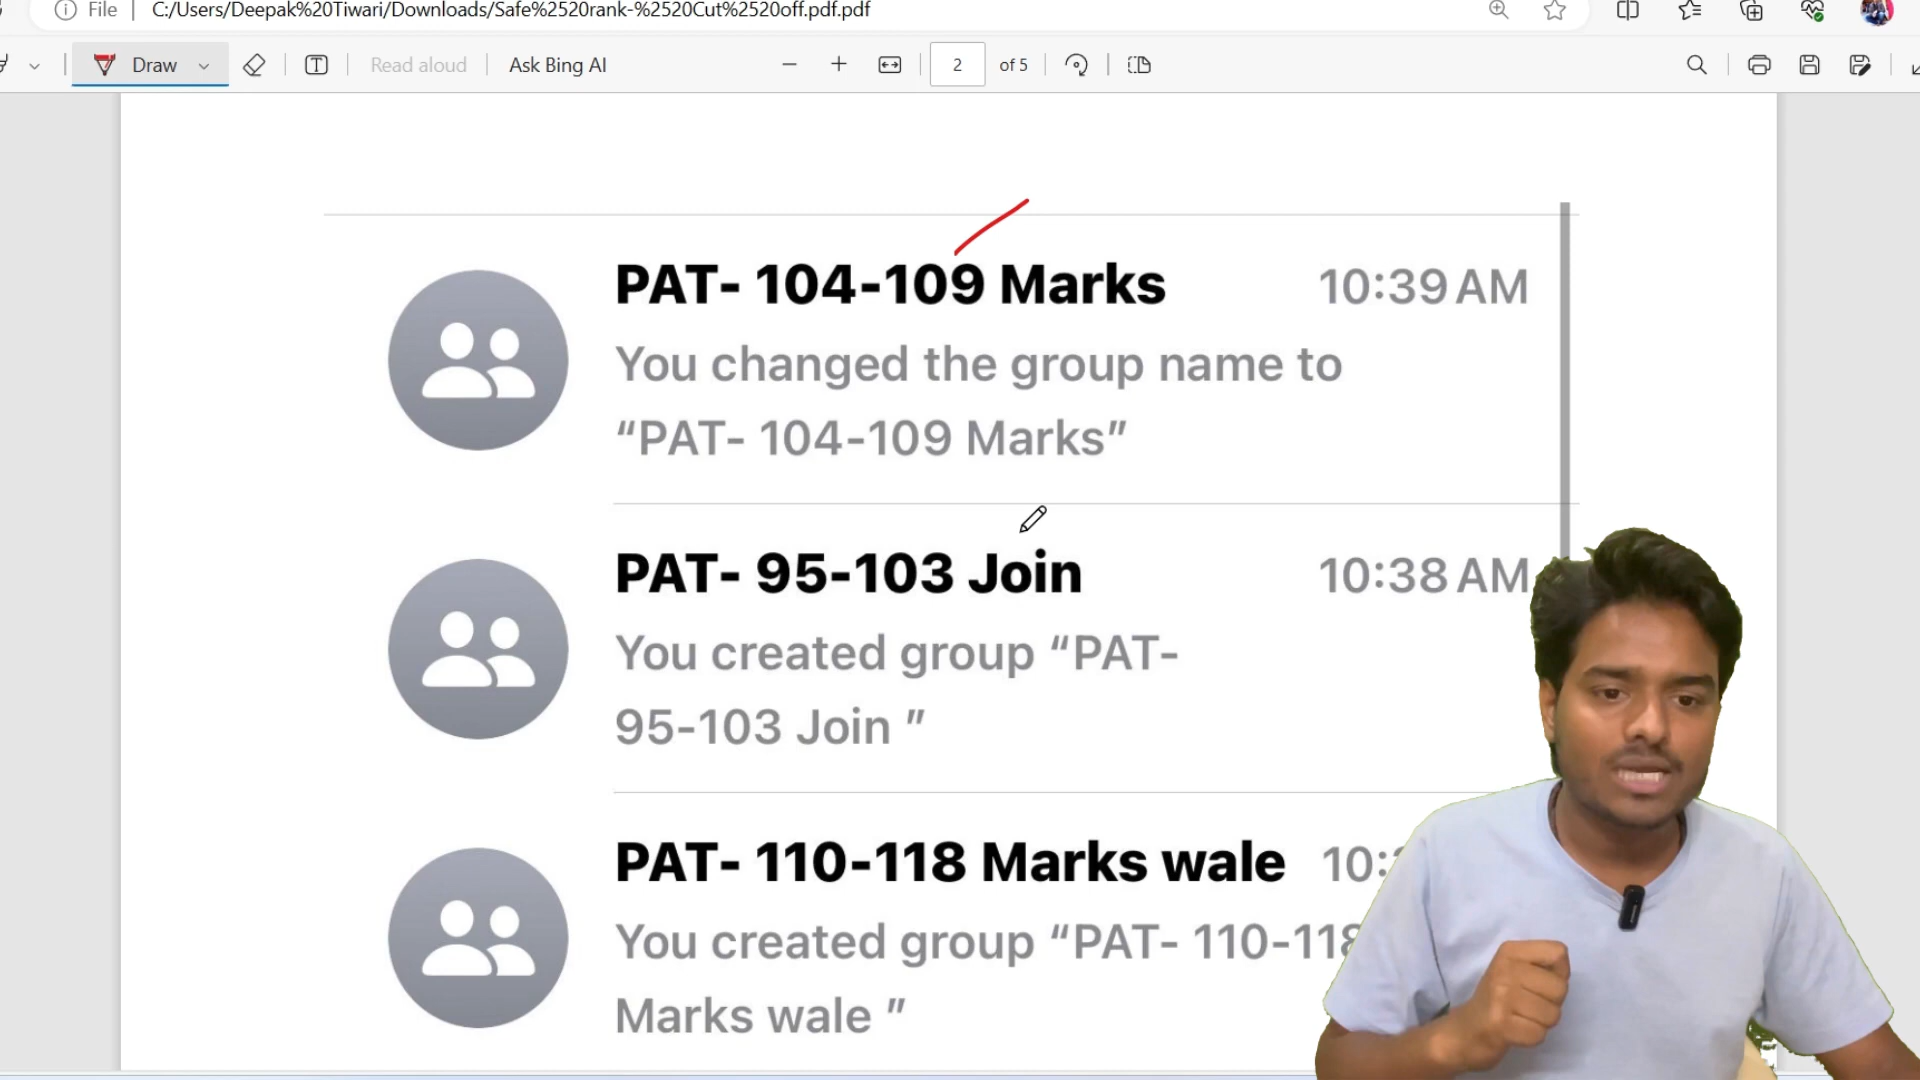 File C:/Users/Deepak%20Tiwari/Downloads/Safe%2520rank-%2520Cut%2520off.pdf.pdf
Draw Read aloud Ask Bing AI 2 of 5
PAT- 104-109 Marks 10:39 AM
You changed the group name to
“PAT- 104-109 Marks”
PAT- 95-103 Join 10:38 AM
You created group “PAT-
95-103 Join ”
PAT- 110-118 Marks wale 10:
You created group “PAT- 110-118
Marks wale ”